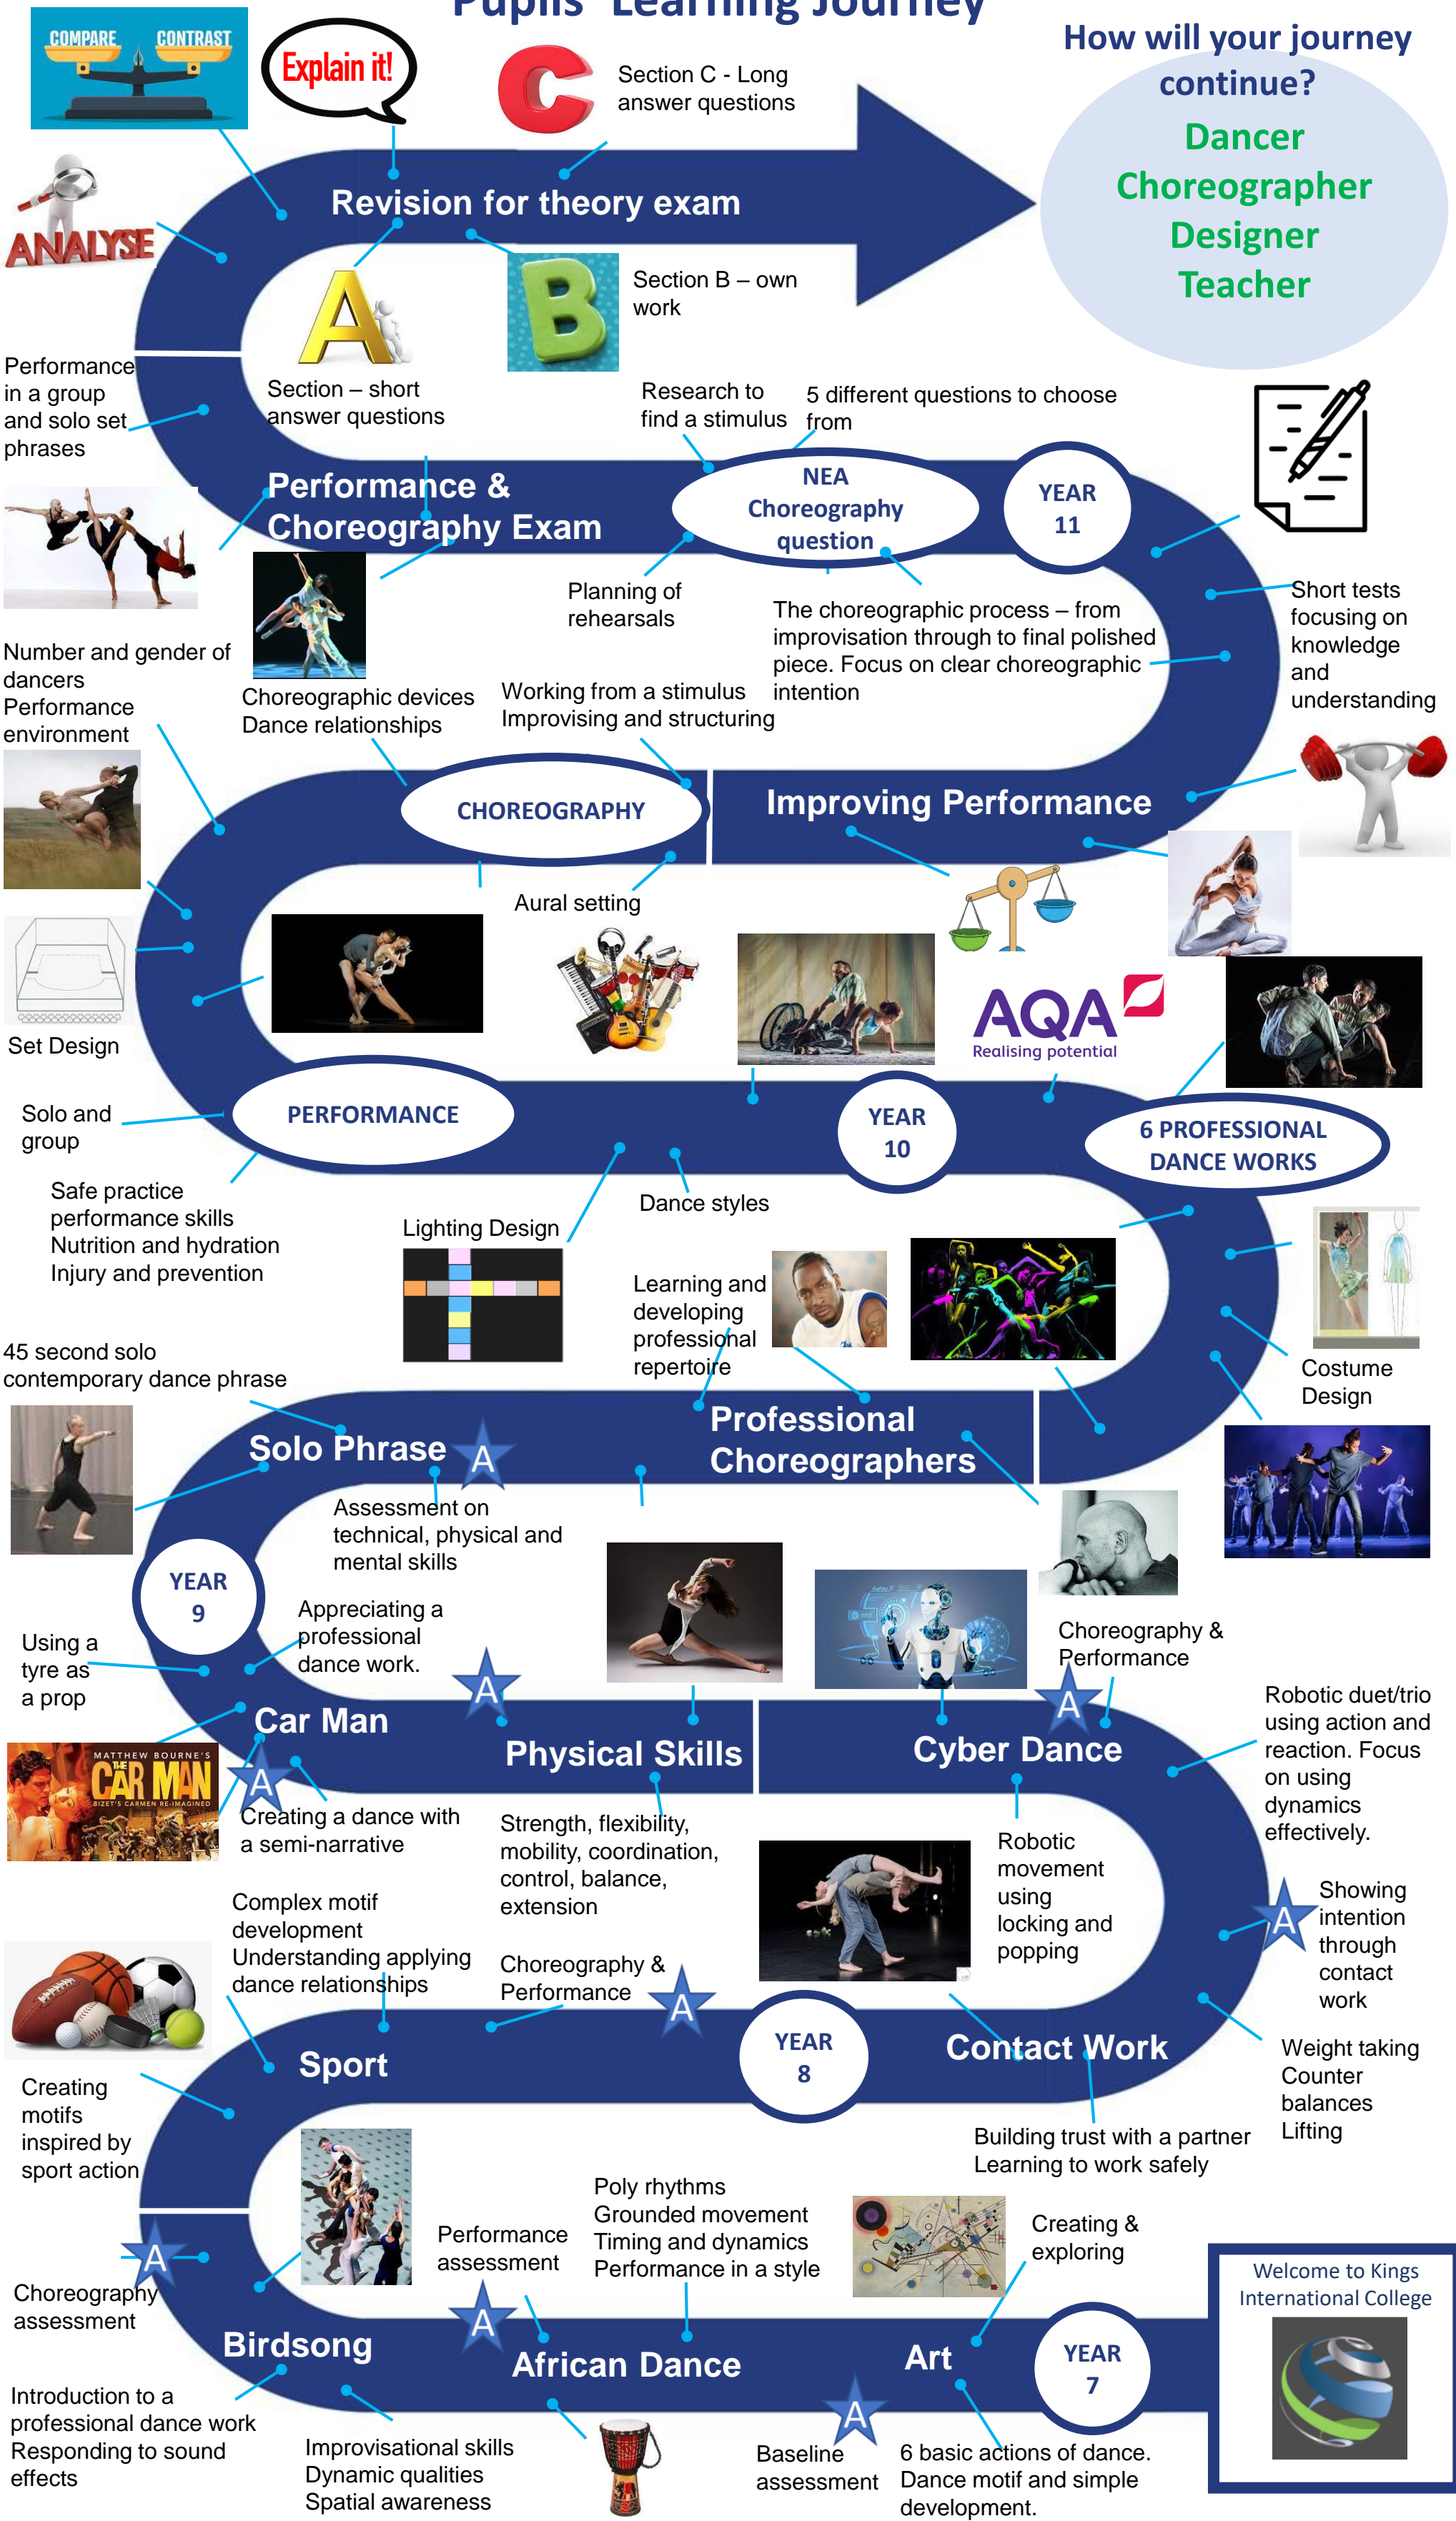 Pupils' Learning Journey
How will your journey
continue?
Dancer
Choreographer
Designer
Teacher
COMPARE CONTRAST
Explain it!
C
Section C - Long
answer questions
ANALYSE
Revision for theory exam
A
Section – short
answer questions
B
Section B – own
work
Performance
in a group
and solo set
phrases
Research to
find a stimulus
5 different questions to choose
from
Performance &
Choreography Exam
NEA
Choreography
question
YEAR
11
Planning of
rehearsals
The choreographic process – from
improvisation through to final polished
piece. Focus on clear choreographic
intention
Short tests
focusing on
knowledge
and
understanding
Number and gender of
dancers
Performance
environment
Choreographic devices
Dance relationships
Working from a stimulus
Improvising and structuring
CHOREOGRAPHY
Improving Performance
Aural setting
Set Design
AQA
Realising potential
Solo and
group
PERFORMANCE
YEAR
10
6 PROFESSIONAL
DANCE WORKS
Safe practice
performance skills
Nutrition and hydration
Injury and prevention
Lighting Design
Dance styles
Learning and
developing
professional
repertoire
Costume
Design
45 second solo
contemporary dance phrase
Solo Phrase
A
Professional
Choreographers
Assessment on
technical, physical and
mental skills
YEAR
9
Using a
tyre as
a prop
Appreciating a
professional
dance work.
A
Choreography &
Performance
A
Car Man
Physical Skills
Cyber Dance
Robotic duet/trio
using action and
reaction. Focus
on using
dynamics
effectively.
MATTHEW BOURNE'S
THE
CAR MAN
BIZET'S CARMEN RE-IMAGINED
A
Creating a dance with
a semi-narrative
Strength, flexibility,
mobility, coordination,
control, balance,
extension
Robotic
movement
using
locking and
popping
A
Showing
intention
through
contact
work
Complex motif
development
Understanding applying
dance relationships
Choreography &
Performance
A
Sport
YEAR
8
Contact Work
Weight taking
Counter
balances
Lifting
Creating
motifs
inspired by
sport action
Building trust with a partner
Learning to work safely
A
Choreography
assessment
Performance
assessment
A
Poly rhythms
Grounded movement
Timing and dynamics
Performance in a style
Creating &
exploring
Welcome to Kings
International College
Birdsong
African Dance
Art
YEAR
7
Introduction to a
professional dance work
Responding to sound
effects
Improvisational skills
Dynamic qualities
Spatial awareness
A
Baseline
assessment
6 basic actions of dance.
Dance motif and simple
development.